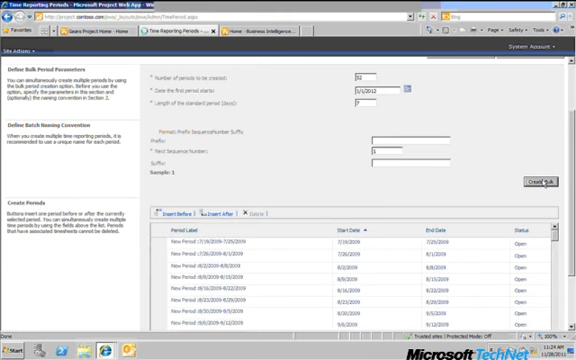 Time Reporting Periods - Microsoft Project Web App - Windows Internet Explorer
Bing
Favorites
Gears Project Home - Home
Time Reporting Periods - ...
Home - Business Intelligence...
Page
Safety
Tools
System Account
Site Actions
Define Bulk Period Parameters
You can simultaneously create multiple periods by using
the bulk period creation option. Before you use the
option, specify the parameters in this section and
(optionally) the naming convention in Section 2.
* Number of periods to be created:
52
* Date the first period starts:
1/1/2012
* Length of the standard period (days):
7
Define Batch Naming Convention
When you create multiple time reporting periods, it is
recommended to use a unique name for each period.
Format: Prefix SequenceNumber Suffix
Prefix:
* Next Sequence Number:
1
Suffix:
Sample: 1
Create Bulk
Create Periods
Buttons insert one period before or after the currently
selected period. You can simultaneously create multiple
time periods by using the fields above the list. Periods
that have associated timesheets cannot be deleted.
Insert Before
Insert After
Delete
Period Label
Start Date
End Date
Status
New Period :7/19/2009-7/25/2009
7/19/2009
7/25/2009
Open
New Period :7/26/2009-8/1/2009
7/26/2009
8/1/2009
Open
New Period :8/2/2009-8/8/2009
8/2/2009
8/8/2009
Open
New Period :8/9/2009-8/15/2009
8/9/2009
8/15/2009
Open
New Period :8/16/2009-8/22/2009
8/16/2009
8/22/2009
Open
New Period :8/23/2009-8/29/2009
8/23/2009
8/29/2009
Open
New Period :8/30/2009-9/5/2009
8/30/2009
9/5/2009
Open
New Period :9/6/2009-9/12/2009
9/6/2009
9/12/2009
Open
Done
Trusted sites | Protected Mode: Off
Start
11:24 AM
11/28/2011
Microsoft TechNet